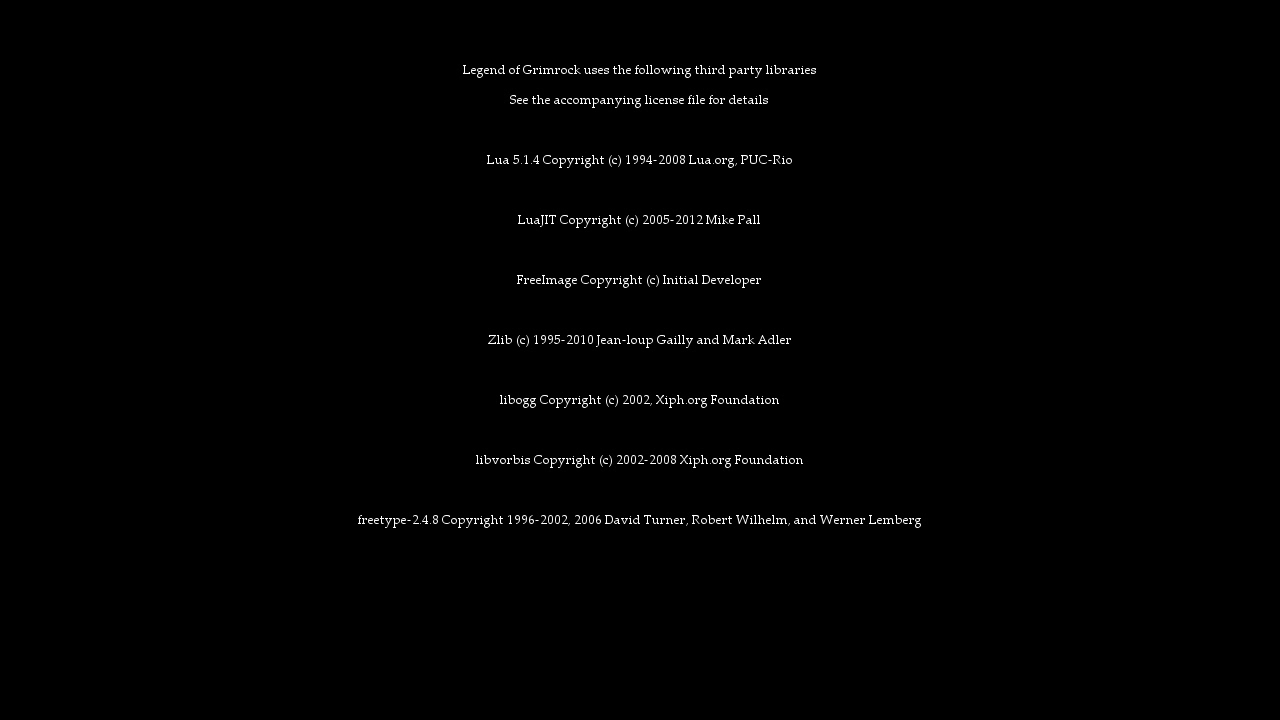 Legend of Grimrock uses the following third party libraries
See the accompanying license file for details
Lua 5.1.4 Copyright (c) 1994-2008 Lua.org, PUC-Rio
LuaJIT Copyright (c) 2005-2012 Mike Pall
FreeImage Copyright (c) Initial Developer
Zlib (c) 1995-2010 Jean-loup Gailly and Mark Adler
libogg Copyright (c) 2002, Xiph.org Foundation
libvorbis Copyright (c) 2002-2008 Xiph.org Foundation
freetype-2.4.8 Copyright 1996-2002, 2006 David Turner, Robert Wilhelm, and Werner Lemberg